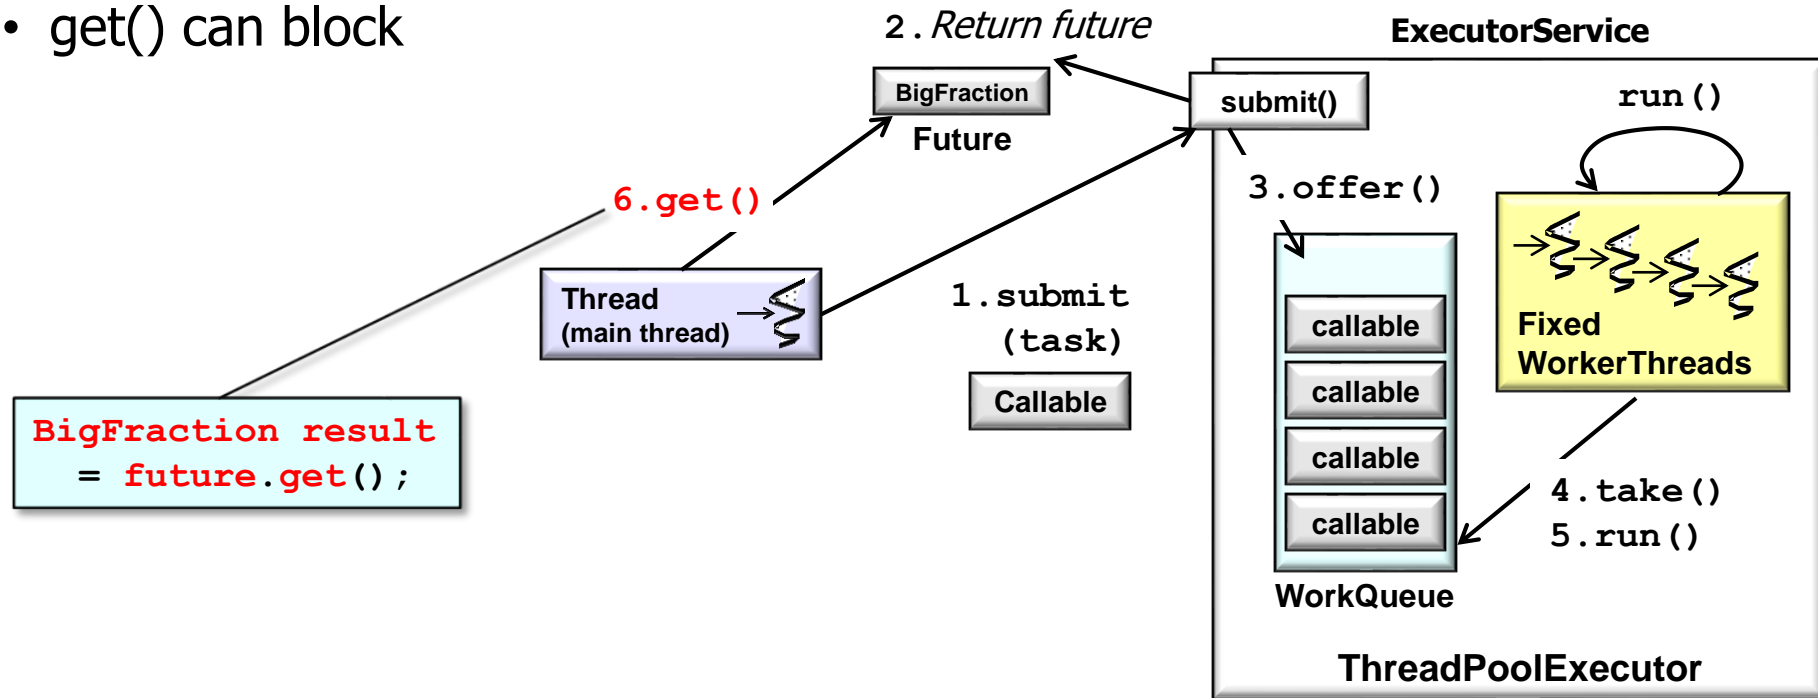 • get() can block
2.Return future
ExecutorService
BigFraction
Future
submit()
run()
6.get()
3.offer()
Thread
(main thread)
1.submit
(task)
Callable
callable
callable
callable
callable
WorkQueue
Fixed
WorkerThreads
4.take()
5.run()
BigFraction result
= future.get();
ThreadPoolExecutor